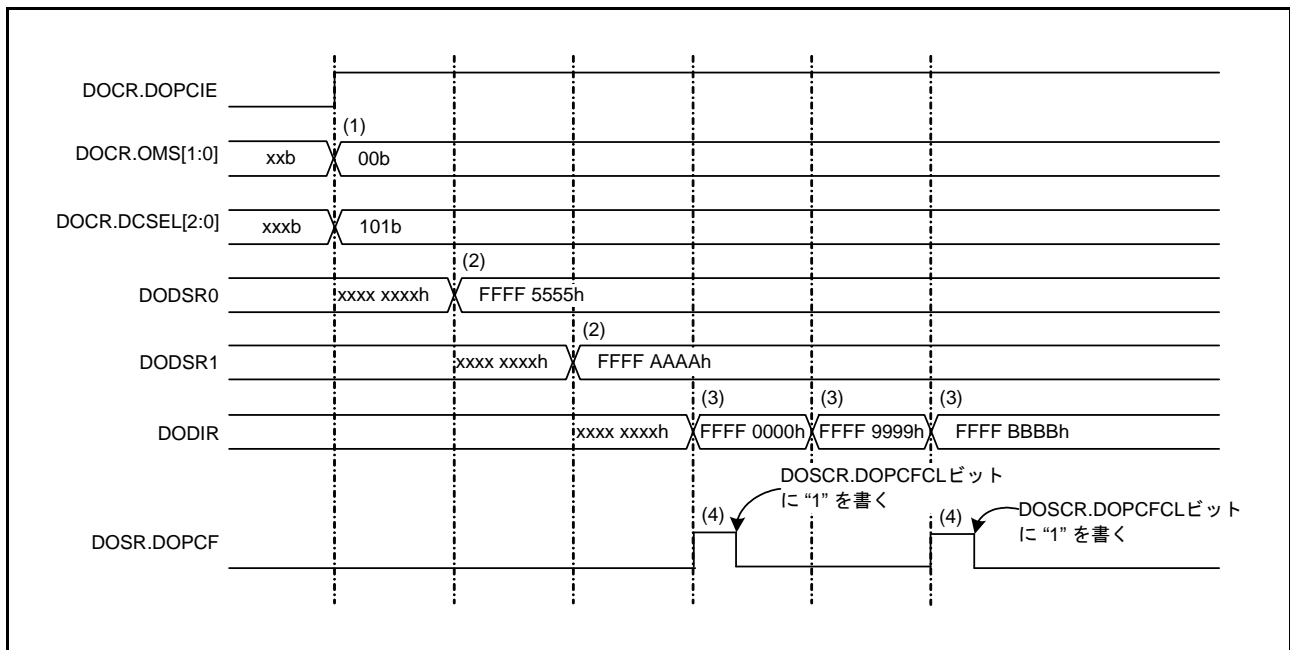 DOCR.DOPCIE
(1)
DOCR.OMS[1:0] xxb 00b
DOCR.DCSEL[2:0] xxxb 101b
(2)
DODSR0 xxxx xxxxh FFFF 5555h
(2)
DODSR1 xxxx xxxxh FFFF AAAAh
(3) (3) (3)
DODIR xxxx xxxxh FFFF 0000h FFFF 9999h FFFF BBBBh
DOSCR.DOPCFCLビット
に “1” を書く
(4) (4)
DOSCR.DOPCFCLビット
に “1” を書く
DOSR.DOPCF